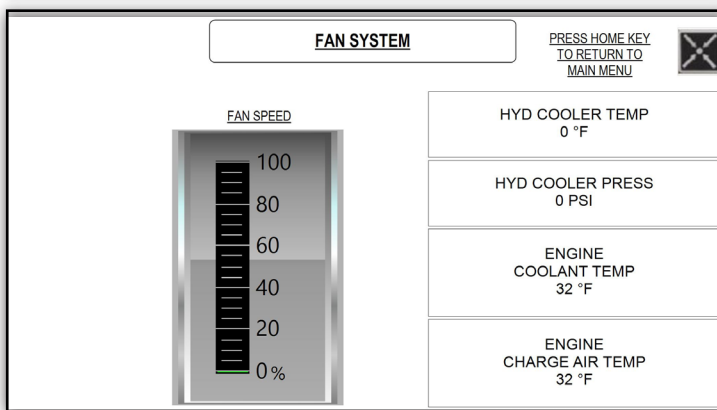 FAN SYSTEM
PRESS HOME KEY
TO RETURN TO
MAIN MENU
FAN SPEED
100
80
60
40
20
0%
HYD COOLER TEMP
0 °F
HYD COOLER PRESS
0 PSI
ENGINE
COOLANT TEMP
32 °F
ENGINE
CHARGE AIR TEMP
32 °F